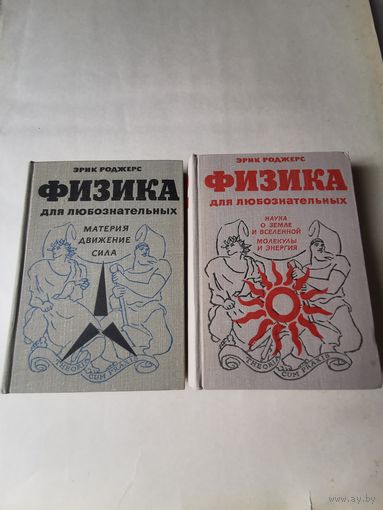 ЭРИК РОДЖЕРС
ФИЗИКА
ДЛЯ ЛЮБОЗНАТЕЛЬНЫХ
МАТЕРИЯ
ДВИЖЕНИЕ
СИЛА
THEORIA
CUM PRAXIS
ЭРИК РОДЖЕРС
ФИЗИКА
ДЛЯ ЛЮБОЗНАТЕЛЬНЫХ
НАУКА
О ЗЕМЛЕ
И ВСЕЛЕННОЙ
МОЛЕКУЛЫ
И ЭНЕРГИЯ
THEORIA
CUM PRAXIS
www.ay.by